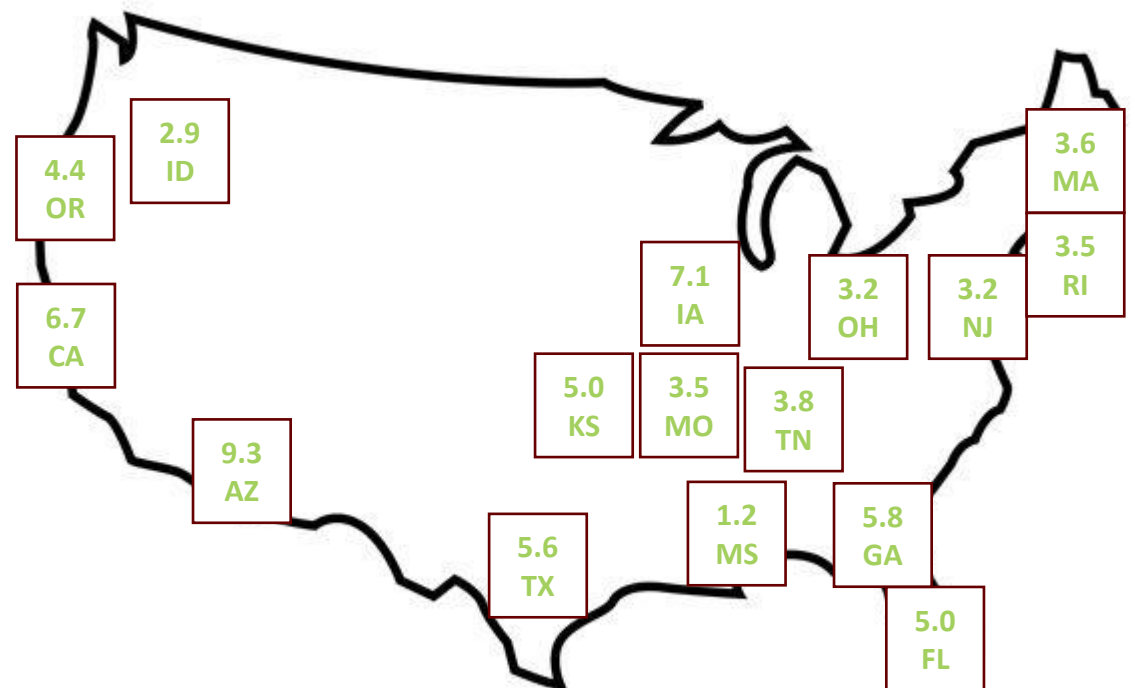 2.9
ID
3.6
MA
4.4
OR
3.5
RI
7.1
IA
3.2
OH
3.2
NJ
6.7
CA
5.0
KS
3.5
MO
3.8
TN
9.3
AZ
1.2
MS
5.8
GA
5.6
TX
5.0
FL